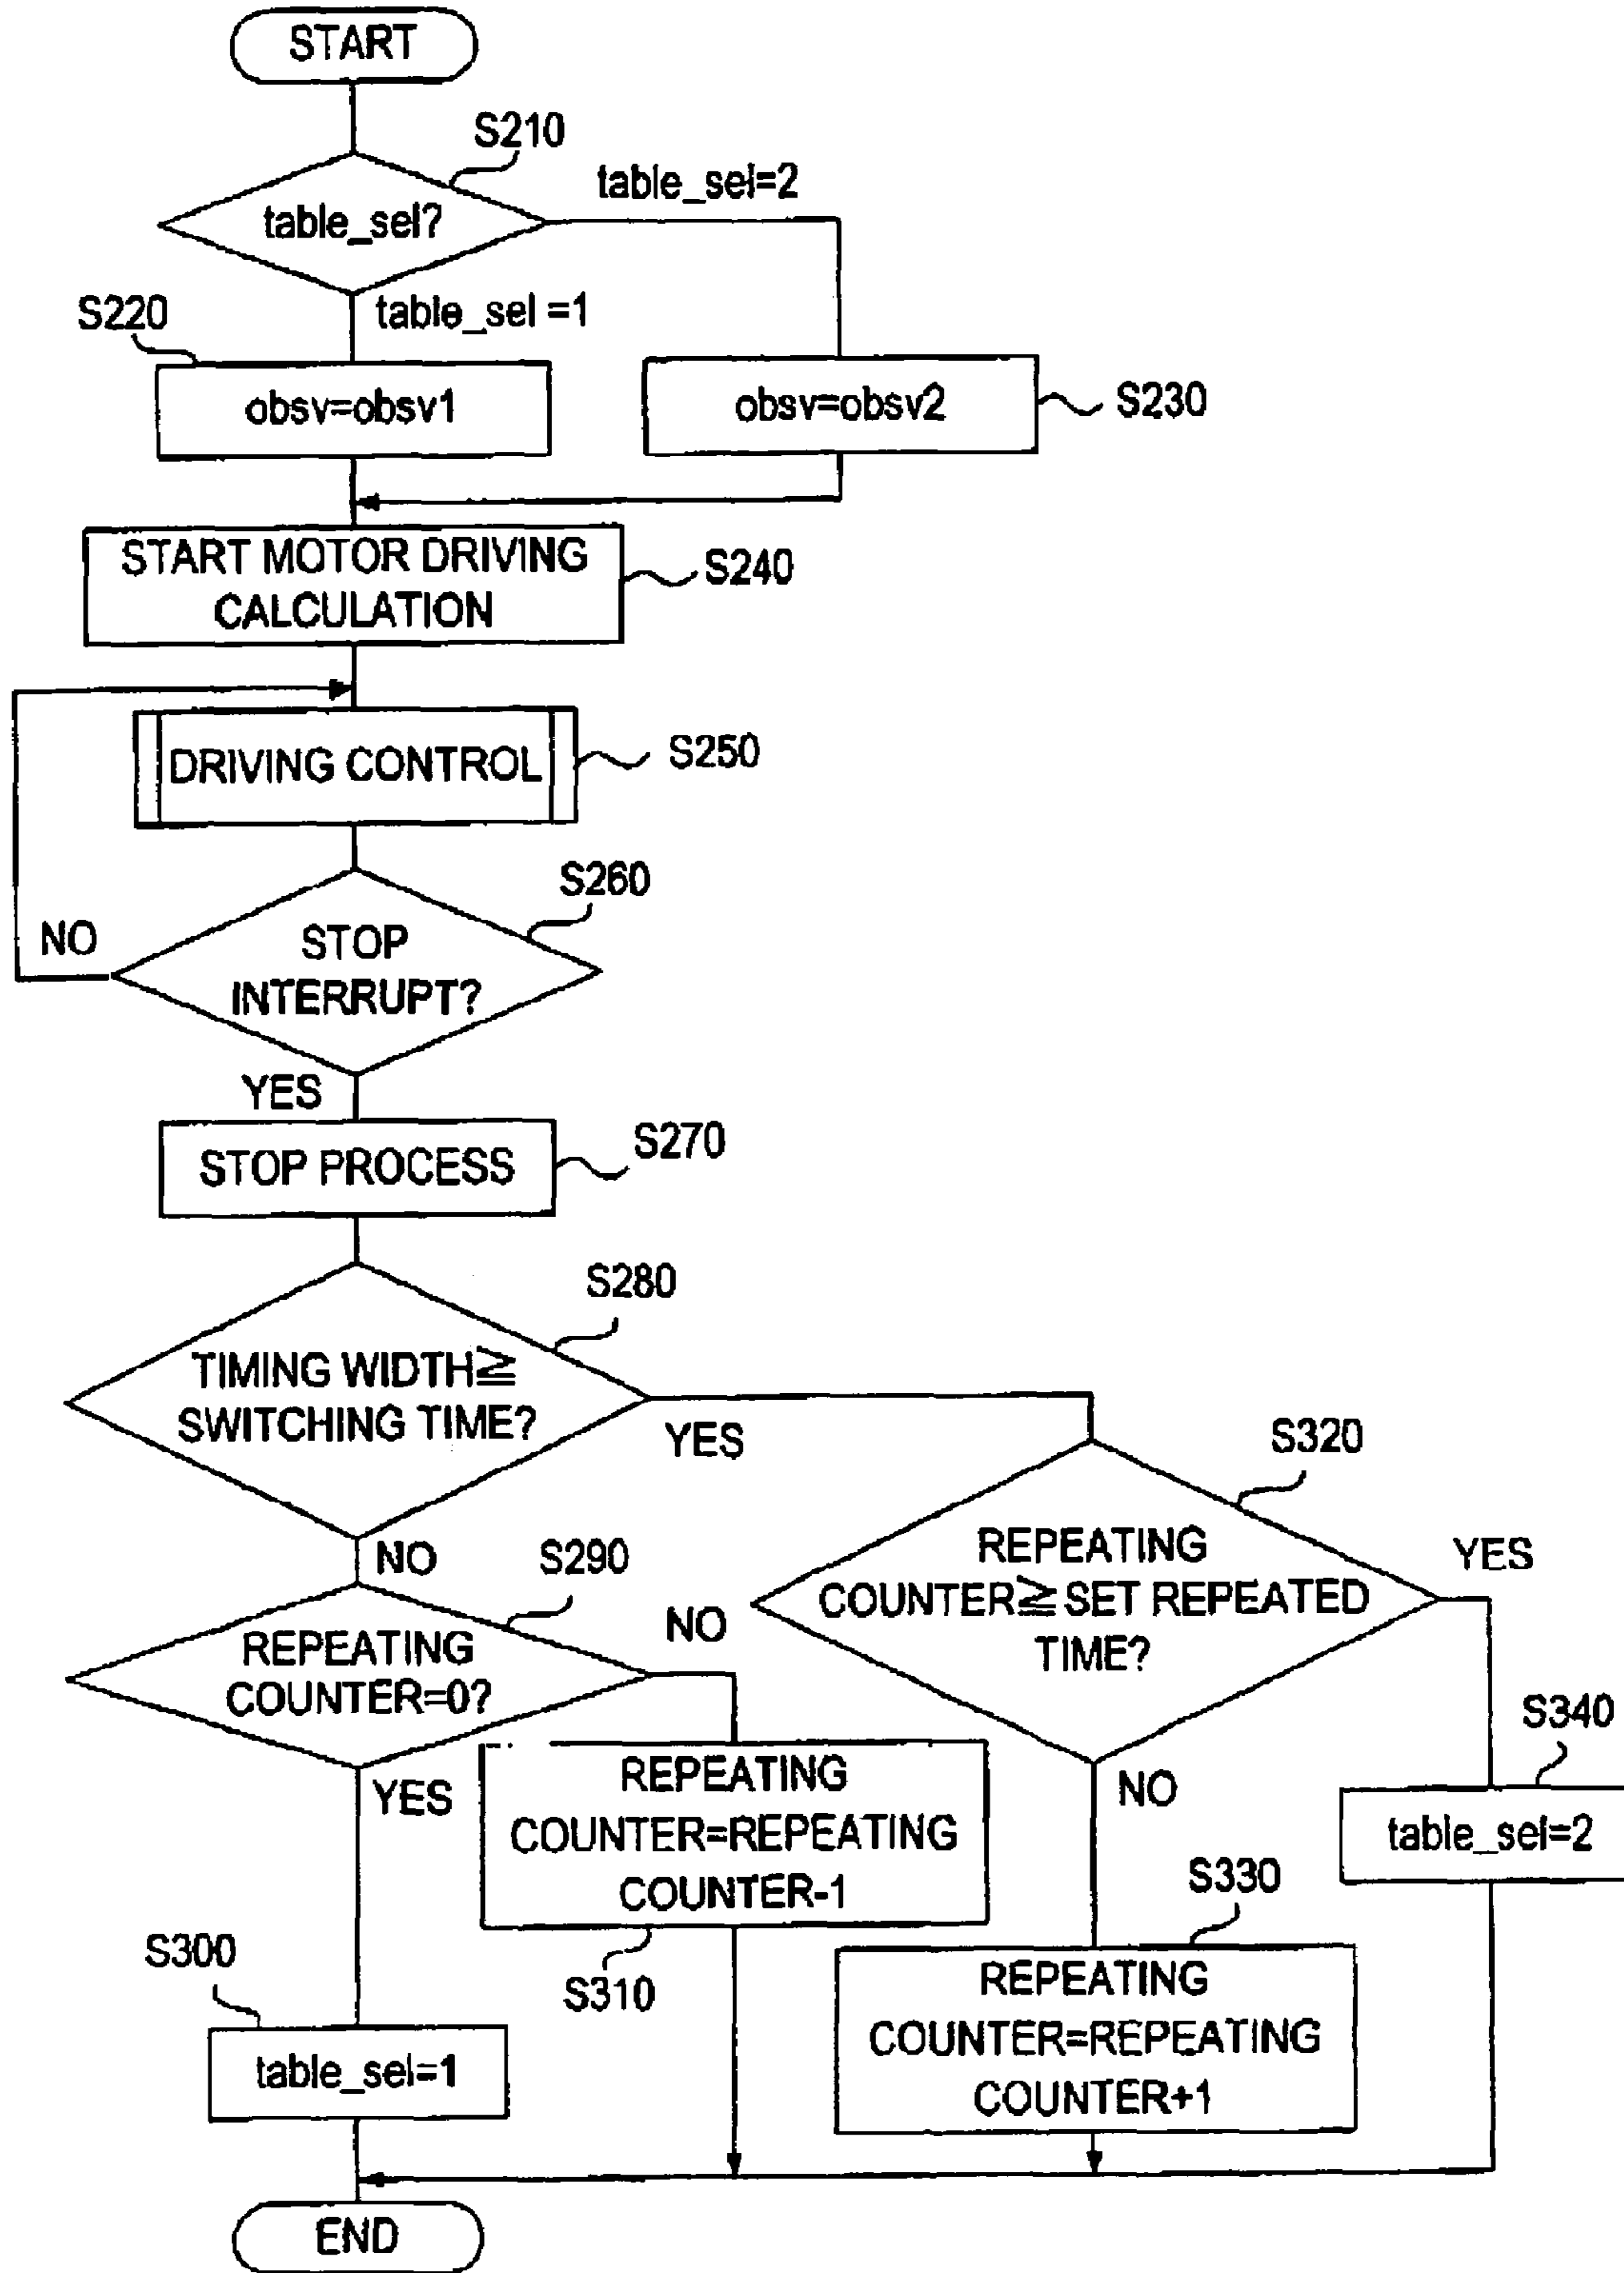 START
S210
table_sel?
table_sel=2
table_sel =1
S220
obsv=obsv1
obsv=obsv2
S230
START MOTOR DRIVING
CALCULATION
S240
DRIVING CONTROL
S250
S260
NO
STOP
INTERRUPT?
YES
STOP PROCESS
S270
S280
TIMING WIDTH≧
SWITCHING TIME?
YES
S320
NO
S290
REPEATING
COUNTER≧SET REPEATED
TIME?
YES
REPEATING
COUNTER=0?
NO
S340
YES
REPEATING
COUNTER=REPEATING
COUNTER-1
NO
table_sel=2
S330
S300
S310
REPEATING
COUNTER=REPEATING
COUNTER+1
table_sel=1
END